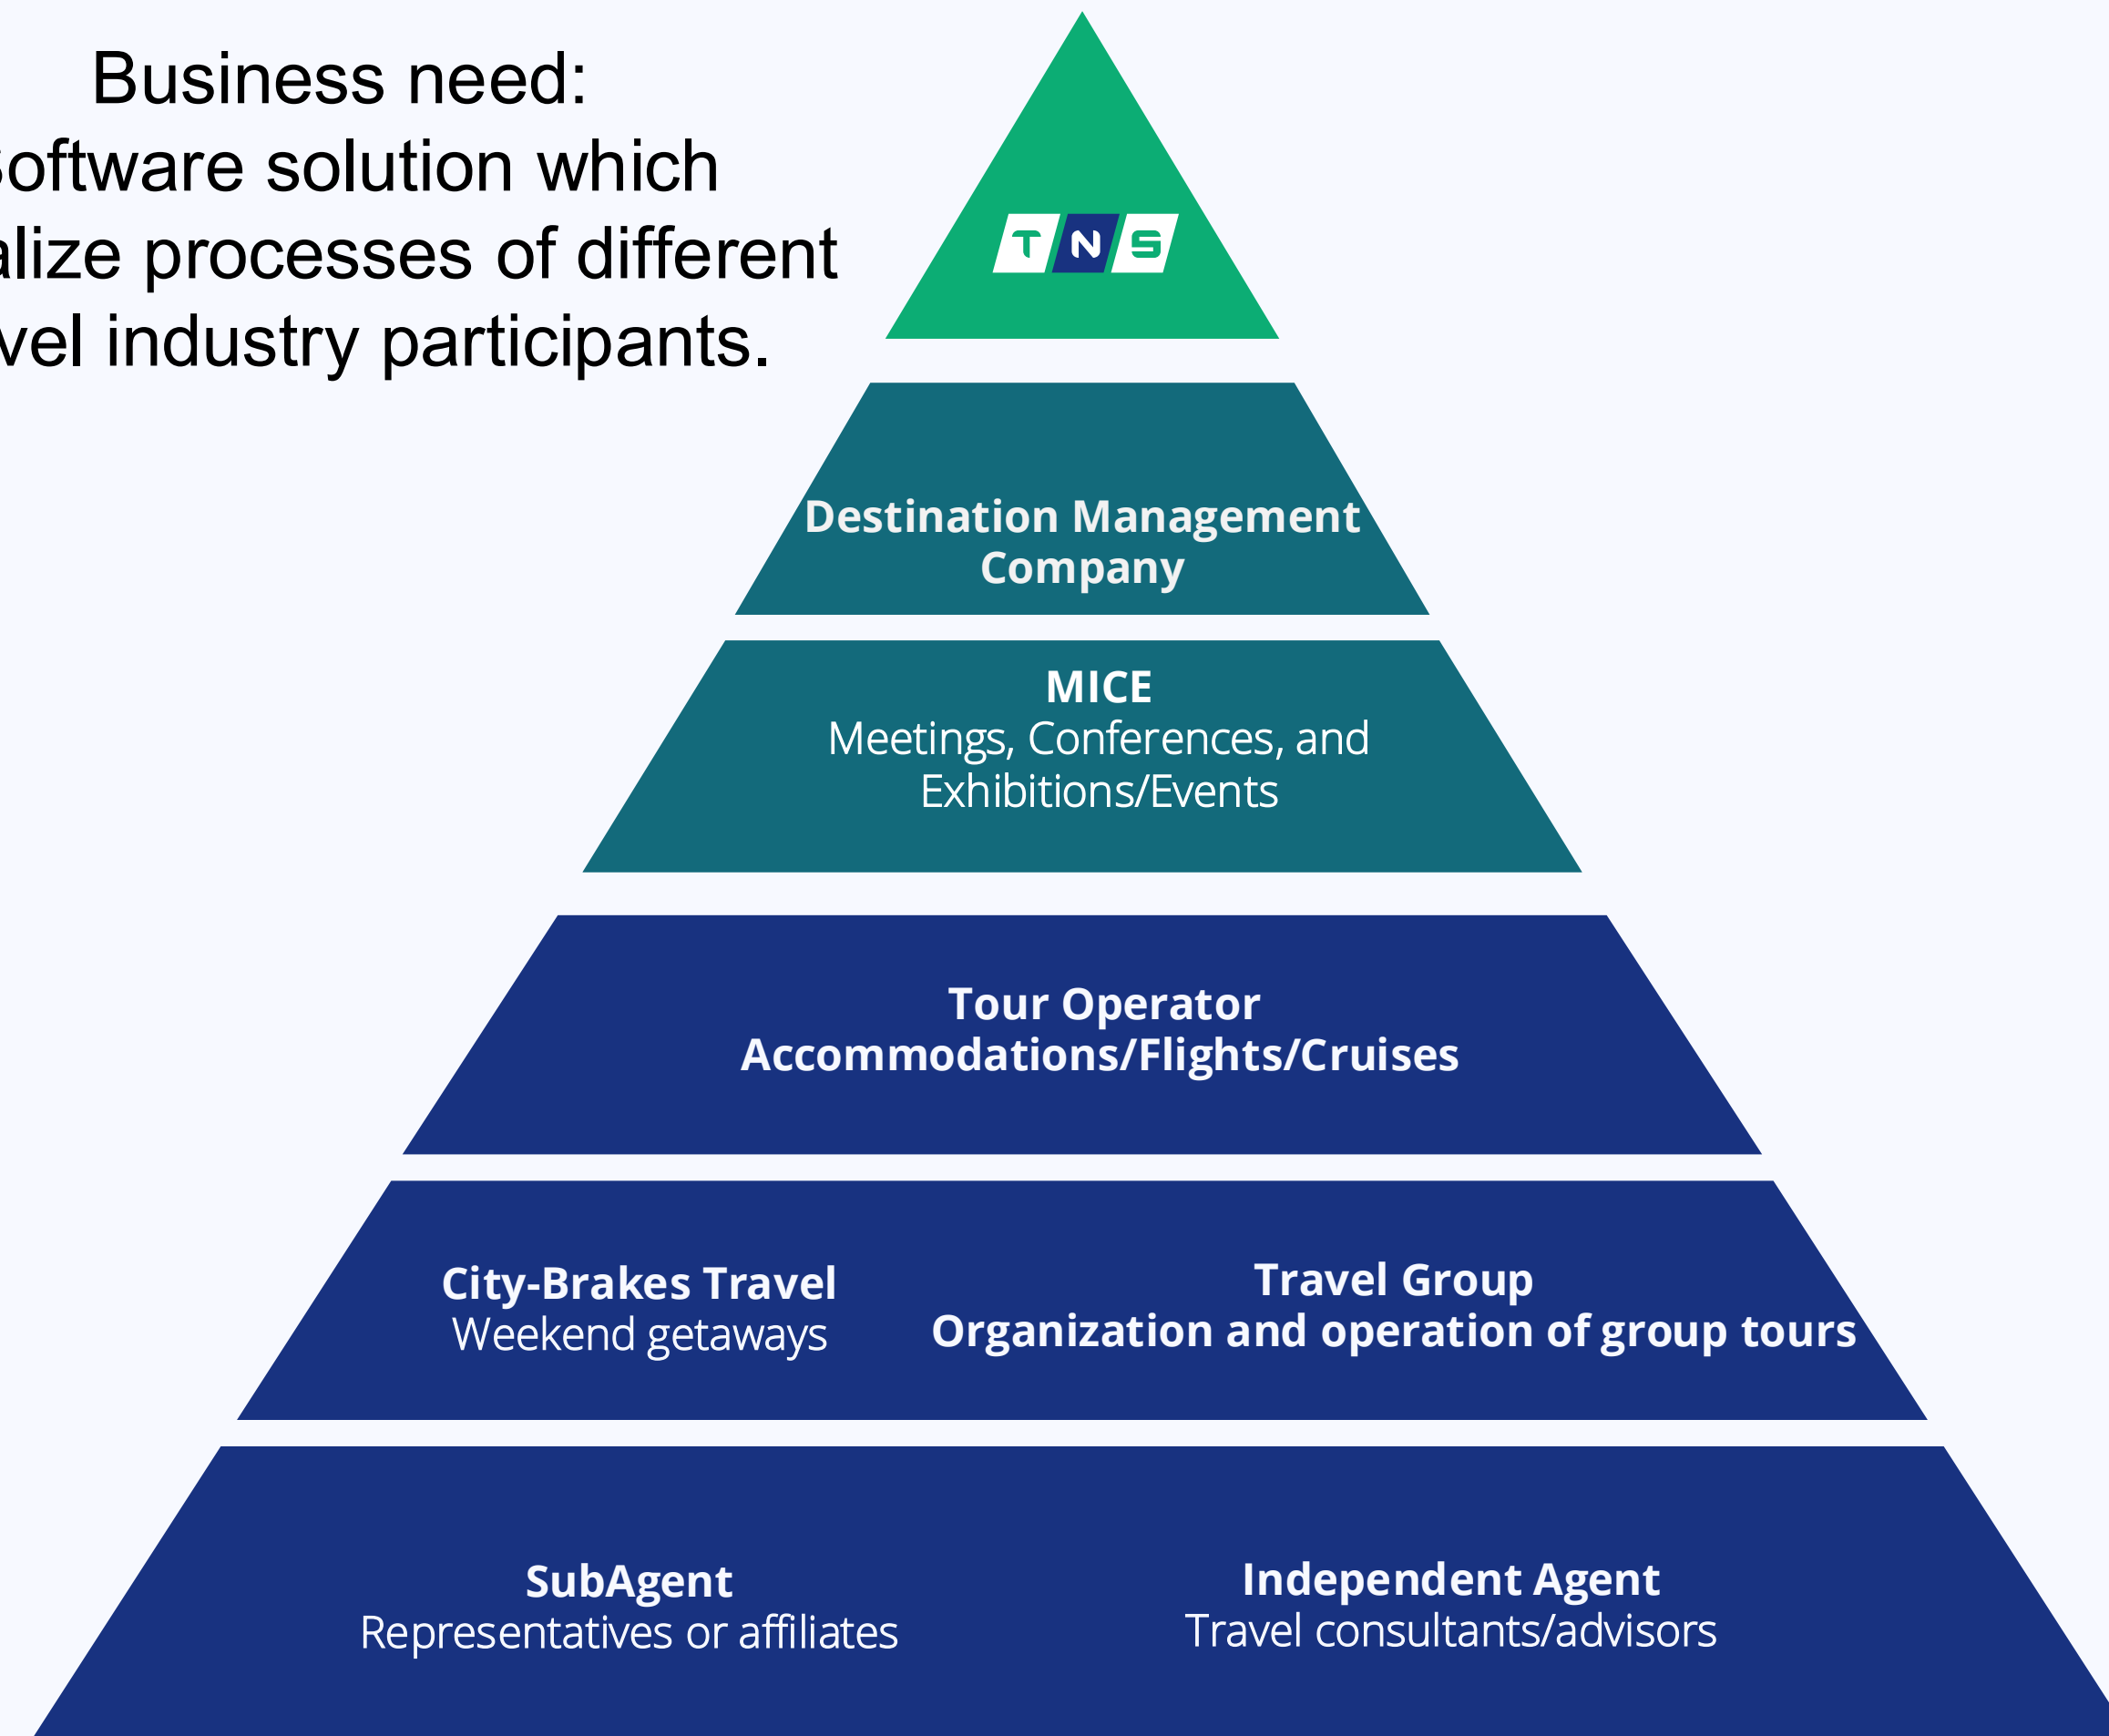 Business need:
Software solution which
alize processes of different
vel industry participants.
TNS
Destination Management
Company
MICE
Meetings, Conferences, and
Exhibitions/Events
Tour Operator
Accommodations/Flights/Cruises
City-Brakes Travel
Weekend getaways
Travel Group
Organization and operation of group tours
SubAgent
Representatives or affiliates
Independent Agent
Travel consultants/advisors